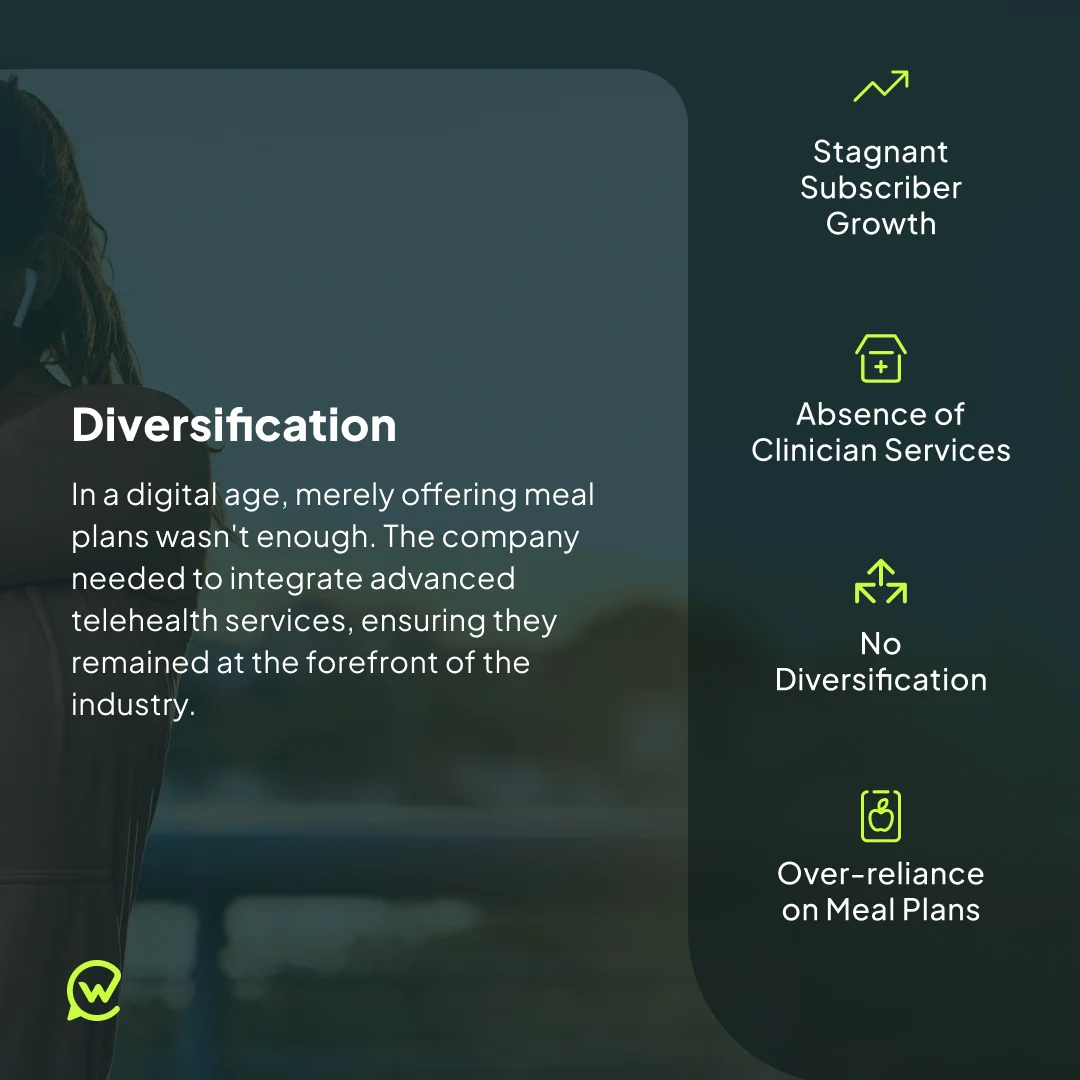 Diversification
In a digital age, merely offering meal
plans wasn't enough. The company
needed to integrate advanced
telehealth services, ensuring they
remained at the forefront of the
industry.
Stagnant
Subscriber
Growth
Absence of
Clinician Services
No
Diversification
Over-reliance
on Meal Plans
W